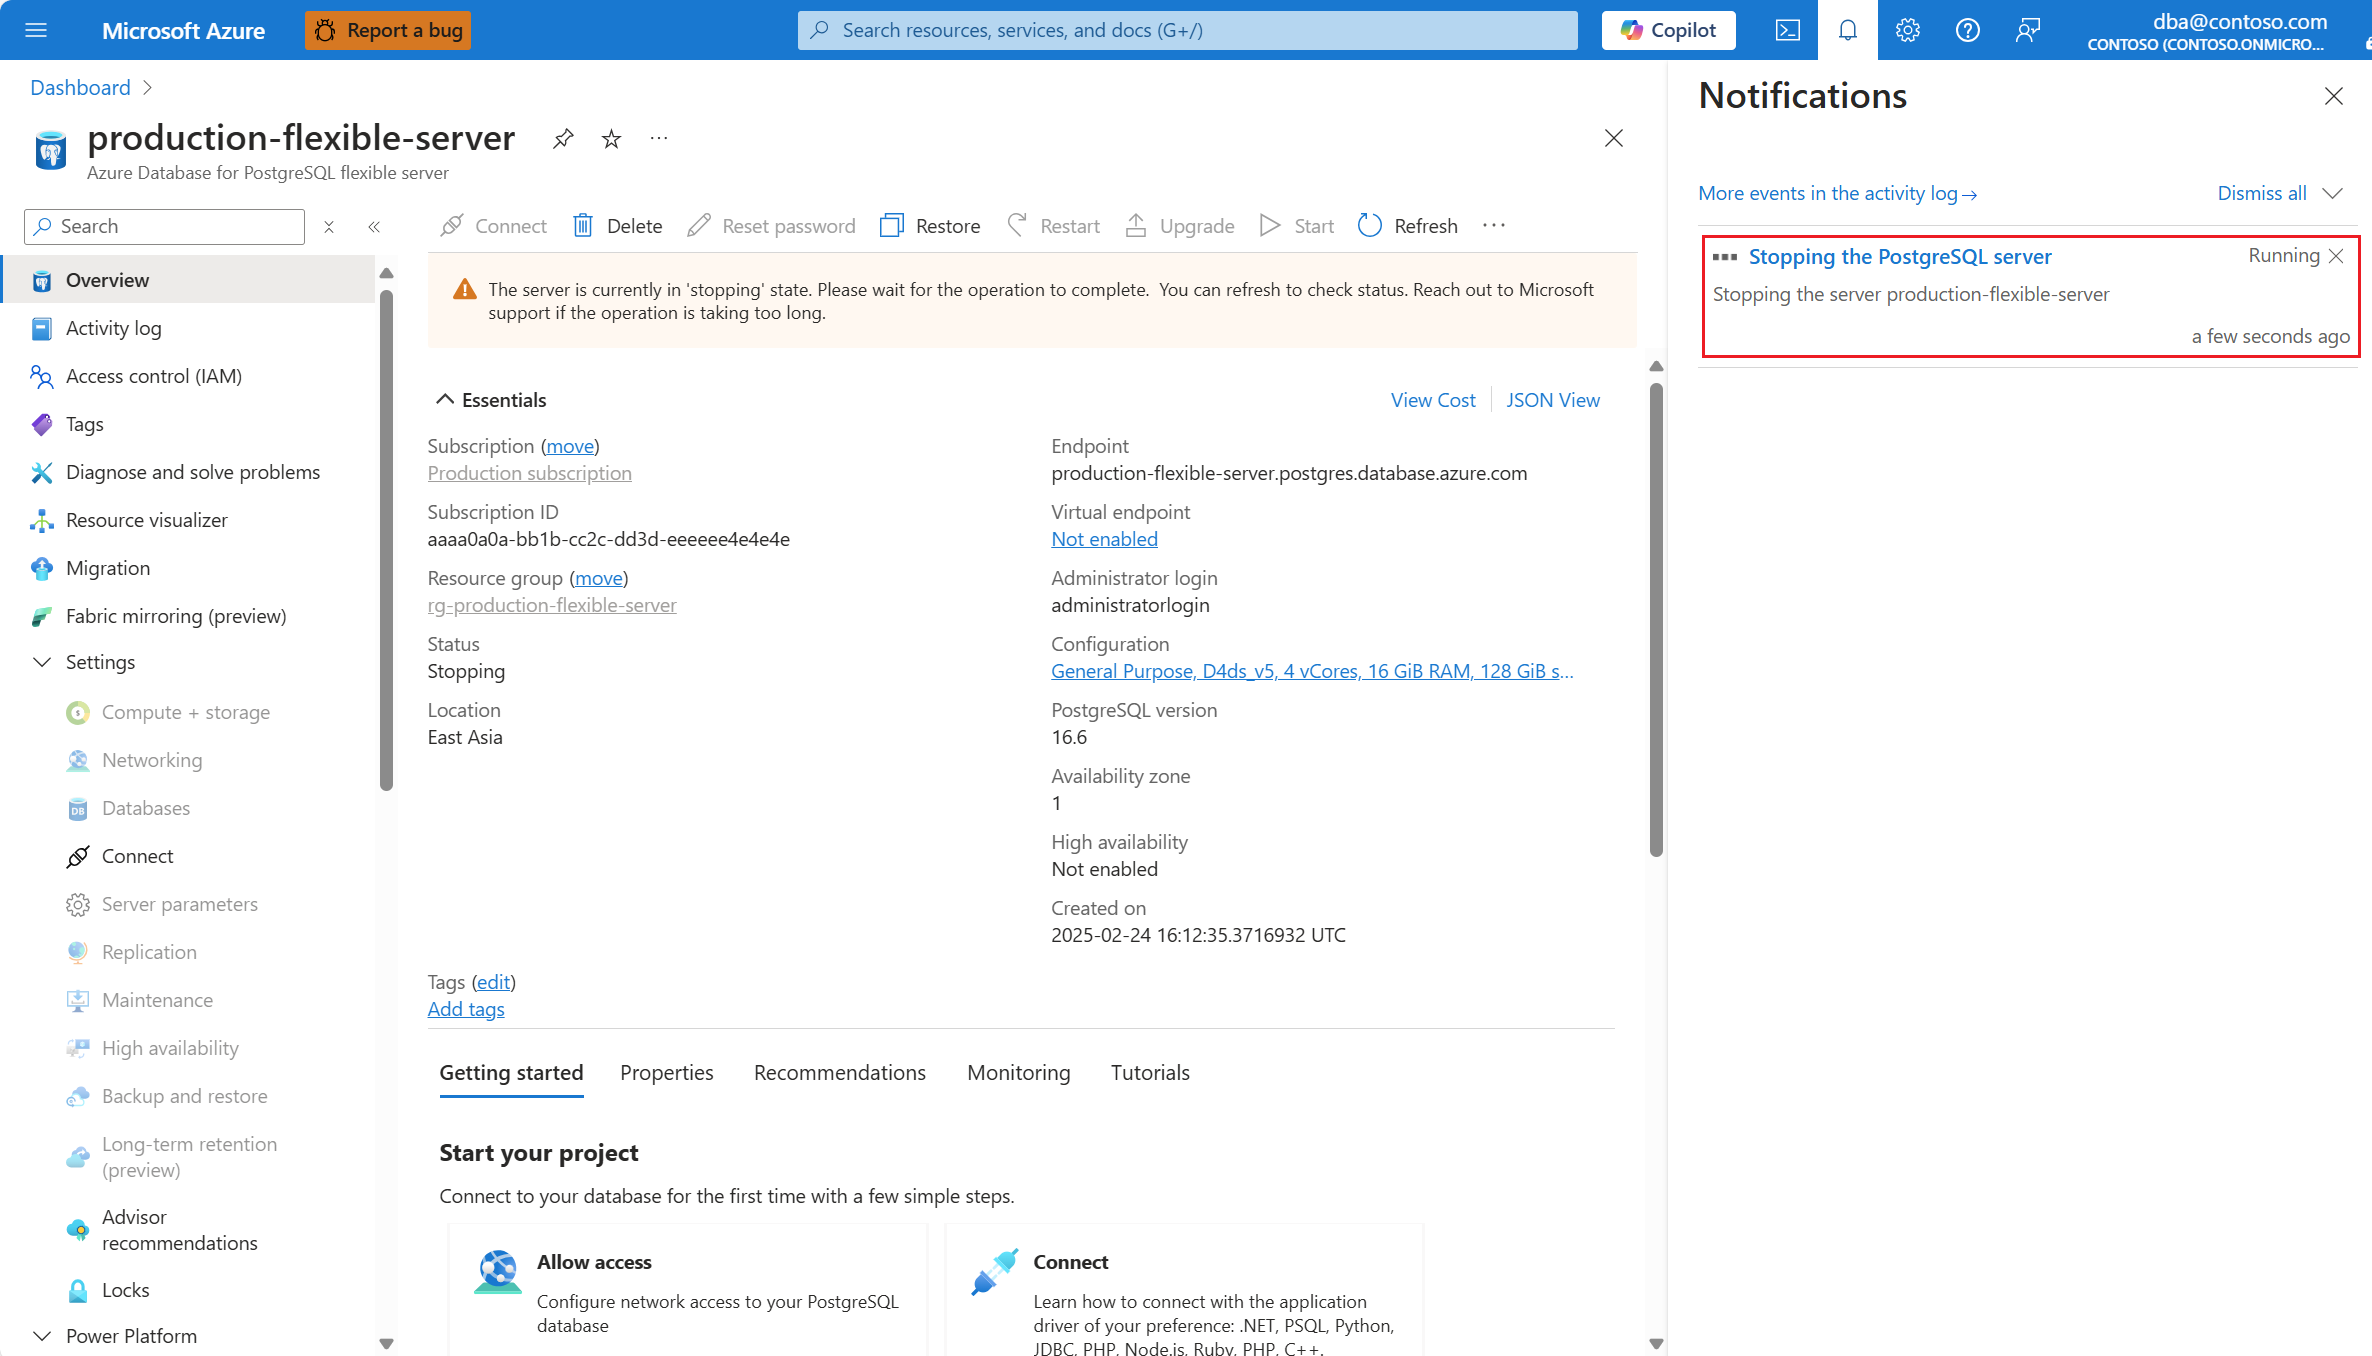 Microsoft Azure
Report a bug
Search resources, services, and docs (G+/)
Copilot
dba@contoso.com
CONTOSO (CONTOSO.ONMICRO...
Dashboard
production-flexible-server
Azure Database for PostgreSQL flexible server
Search
Overview
Activity log
Access control (IAM)
Tags
Diagnose and solve problems
Resource visualizer
Migration
Fabric mirroring (preview)
Settings
Compute + storage
Networking
Databases
Connect
Server parameters
Replication
Maintenance
High availability
Backup and restore
Long-term retention
(preview)
Advisor
recommendations
Locks
Power Platform
Connect
Delete
Reset password
Restore
Restart
Upgrade
Start
Refresh
The server is currently in 'stopping' state. Please wait for the operation to complete.  You can refresh to check status. Reach out to Microsoft
support if the operation is taking too long.
Essentials
View Cost
JSON View
Subscription (move)
Production subscription
Subscription ID
aaaa0a0a-bb1b-cc2c-dd3d-eeeeee4e4e4e
Resource group (move)
rg-production-flexible-server
Status
Stopping
Location
East Asia
Endpoint
production-flexible-server.postgres.database.azure.com
Virtual endpoint
Not enabled
Administrator login
administratorlogin
Configuration
General Purpose, D4ds_v5, 4 vCores, 16 GiB RAM, 128 GiB s...
PostgreSQL version
16.6
Availability zone
1
High availability
Not enabled
Created on
2025-02-24 16:12:35.3716932 UTC
Tags (edit)
Add tags
Getting started
Properties
Recommendations
Monitoring
Tutorials
Start your project
Connect to your database for the first time with a few simple steps.
Allow access
Configure network access to your PostgreSQL
database
Connect
Learn how to connect with the application
driver of your preference: .NET, PSQL, Python,
JDBC, PHP, Node.js, Ruby, PHP, C++.
Notifications
More events in the activity log→
Dismiss all
Stopping the PostgreSQL server
Running
Stopping the server production-flexible-server
a few seconds ago